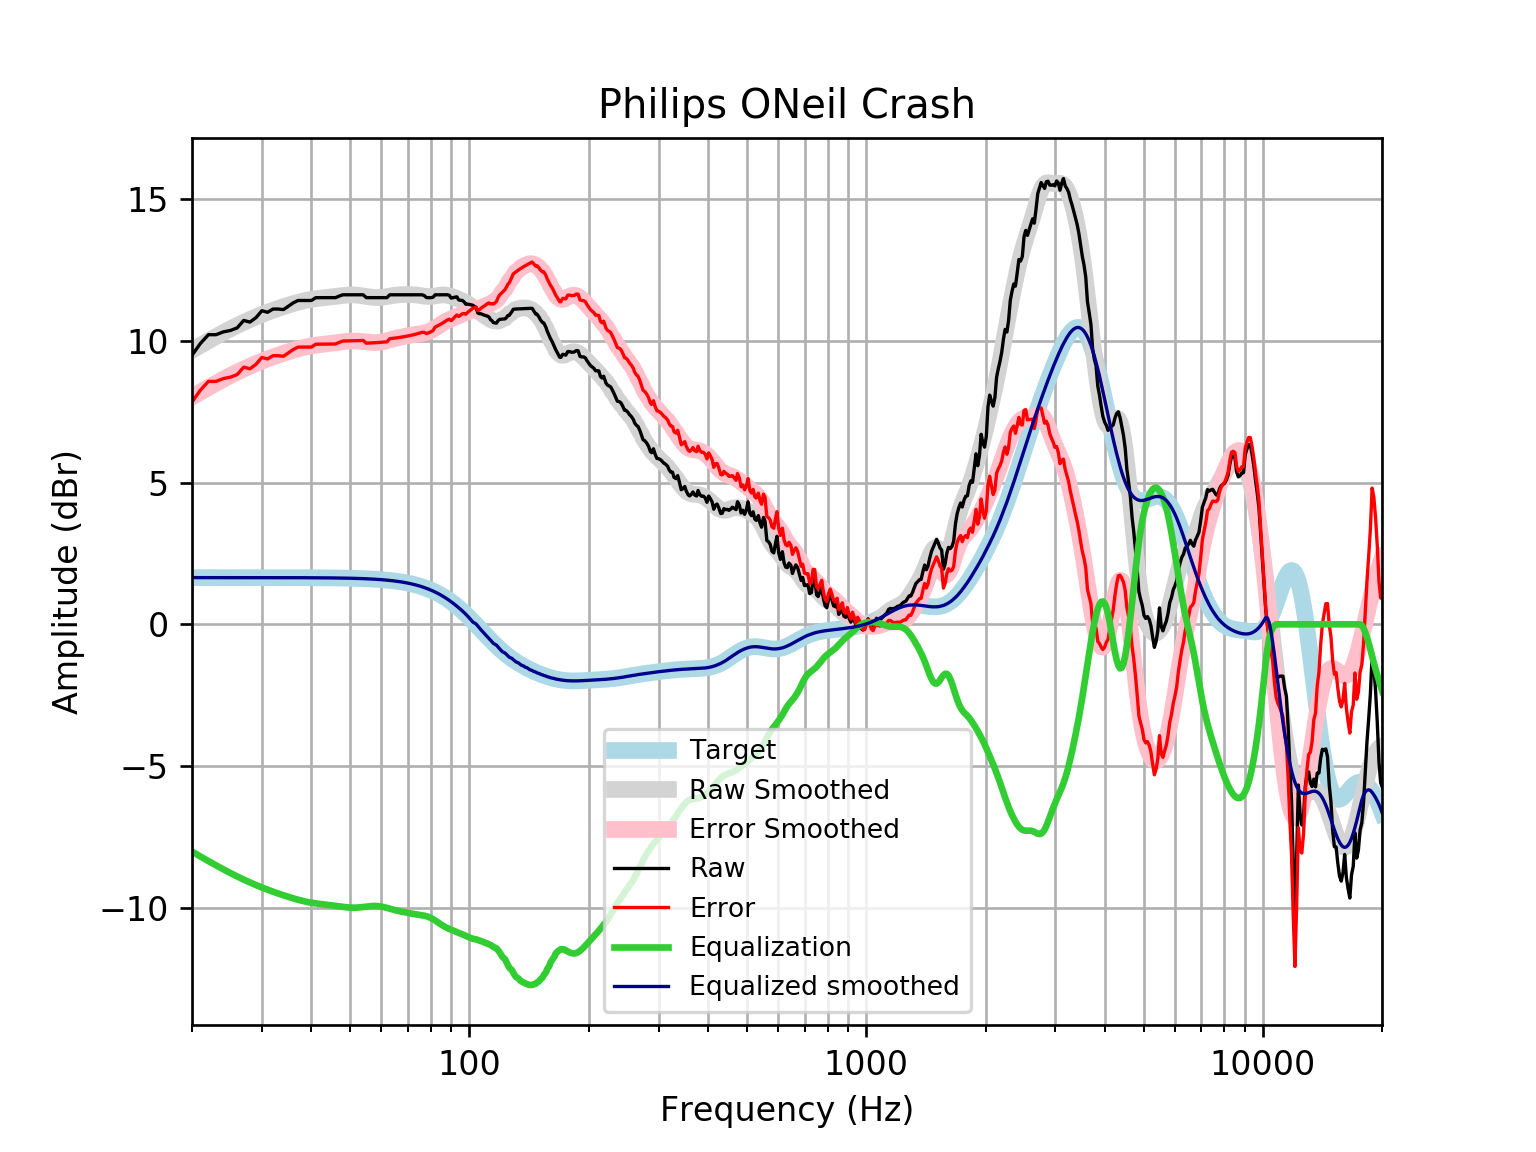 Philips ONeil Crash
15
10
5
0
−5
−10
Amplitude (dBr)
Target
Raw Smoothed
Error Smoothed
Raw
Error
Equalization
Equalized smoothed
100 1000 10000
Frequency (Hz)